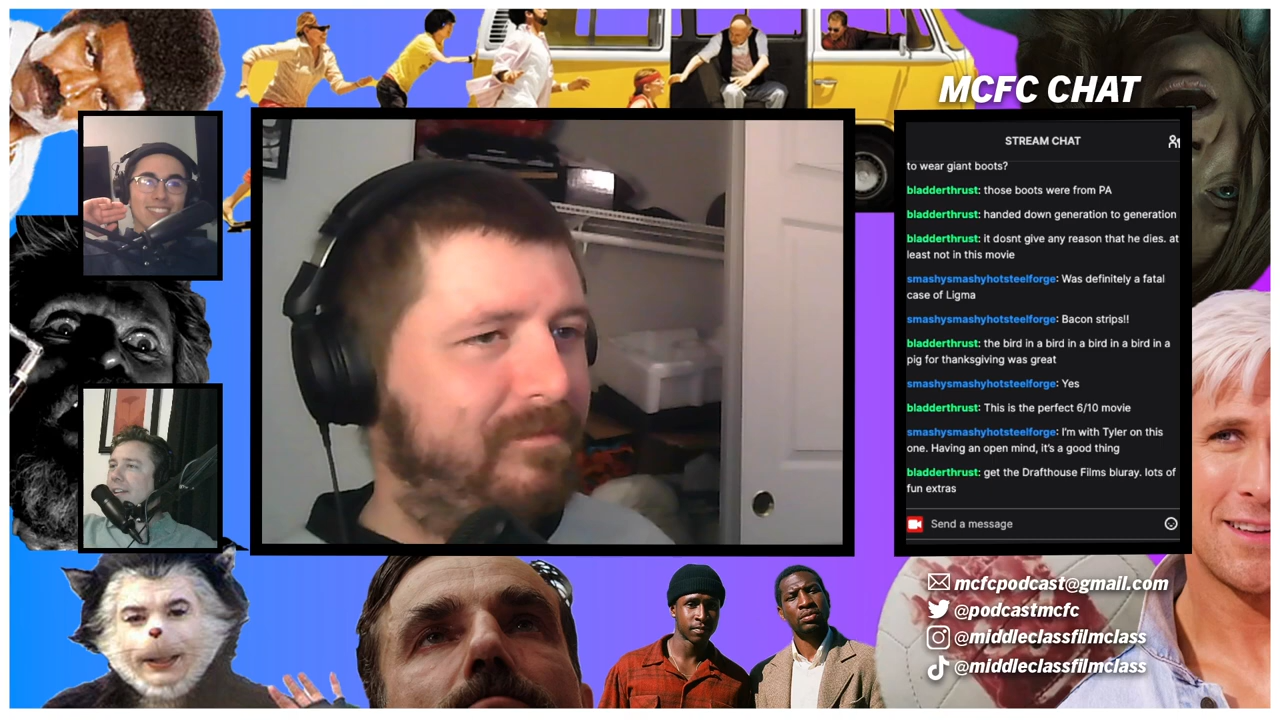 MCFC CHAT
STREAM CHAT
to wear giant boots?
bladderthrust: those boots were from PA
bladderthrust: handed down generation to generation
bladderthrust: it dosnt give any reason that he dies. at
least not in this movie
smashysmashyhotsteelforge: Was definitely a fatal
case of Ligma
smashysmashyhotsteelforge: Bacon strips!!
bladderthrust: the bird in a bird in a bird in a bird in a
pig for thanksgiving was great
smashysmashyhotsteelforge: Yes
bladderthrust: This is the perfect 6/10 movie
smashysmashyhotsteelforge: I'm with Tyler on this
one. Having an open mind, it's a good thing
bladderthrust: get the Drafthouse Films bluray. lots of
fun extras
Send a message
mcfcpodcast@gmail.com
@podcastmcfc
@middleclassfilmclass
@middleclassfilmclass